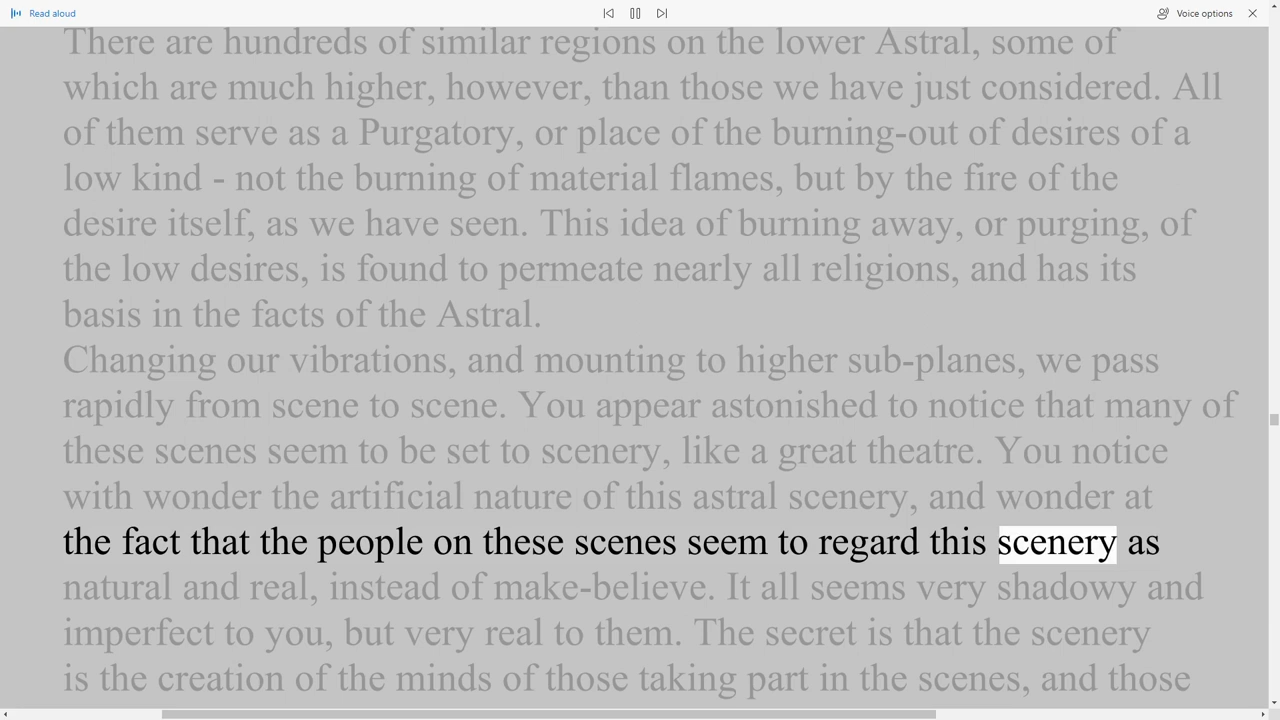 Read aloud
Voice options
There are hundreds of similar regions on the lower Astral, some of
which are much higher, however, than those we have just considered. All
of them serve as a Purgatory, or place of the burning-out of desires of a
low kind - not the burning of material flames, but by the fire of the
desire itself, as we have seen. This idea of burning away, or purging, of
the low desires, is found to permeate nearly all religions, and has its
basis in the facts of the Astral.
Changing our vibrations, and mounting to higher sub-planes, we pass
rapidly from scene to scene. You appear astonished to notice that many of
these scenes seem to be set to scenery, like a great theatre. You notice
with wonder the artificial nature of this astral scenery, and wonder at
the fact that the people on these scenes seem to regard this scenery as
natural and real, instead of make-believe. It all seems very shadowy and
imperfect to you, but very real to them. The secret is that the scenery
is the creation of the minds of those taking part in the scenes, and those